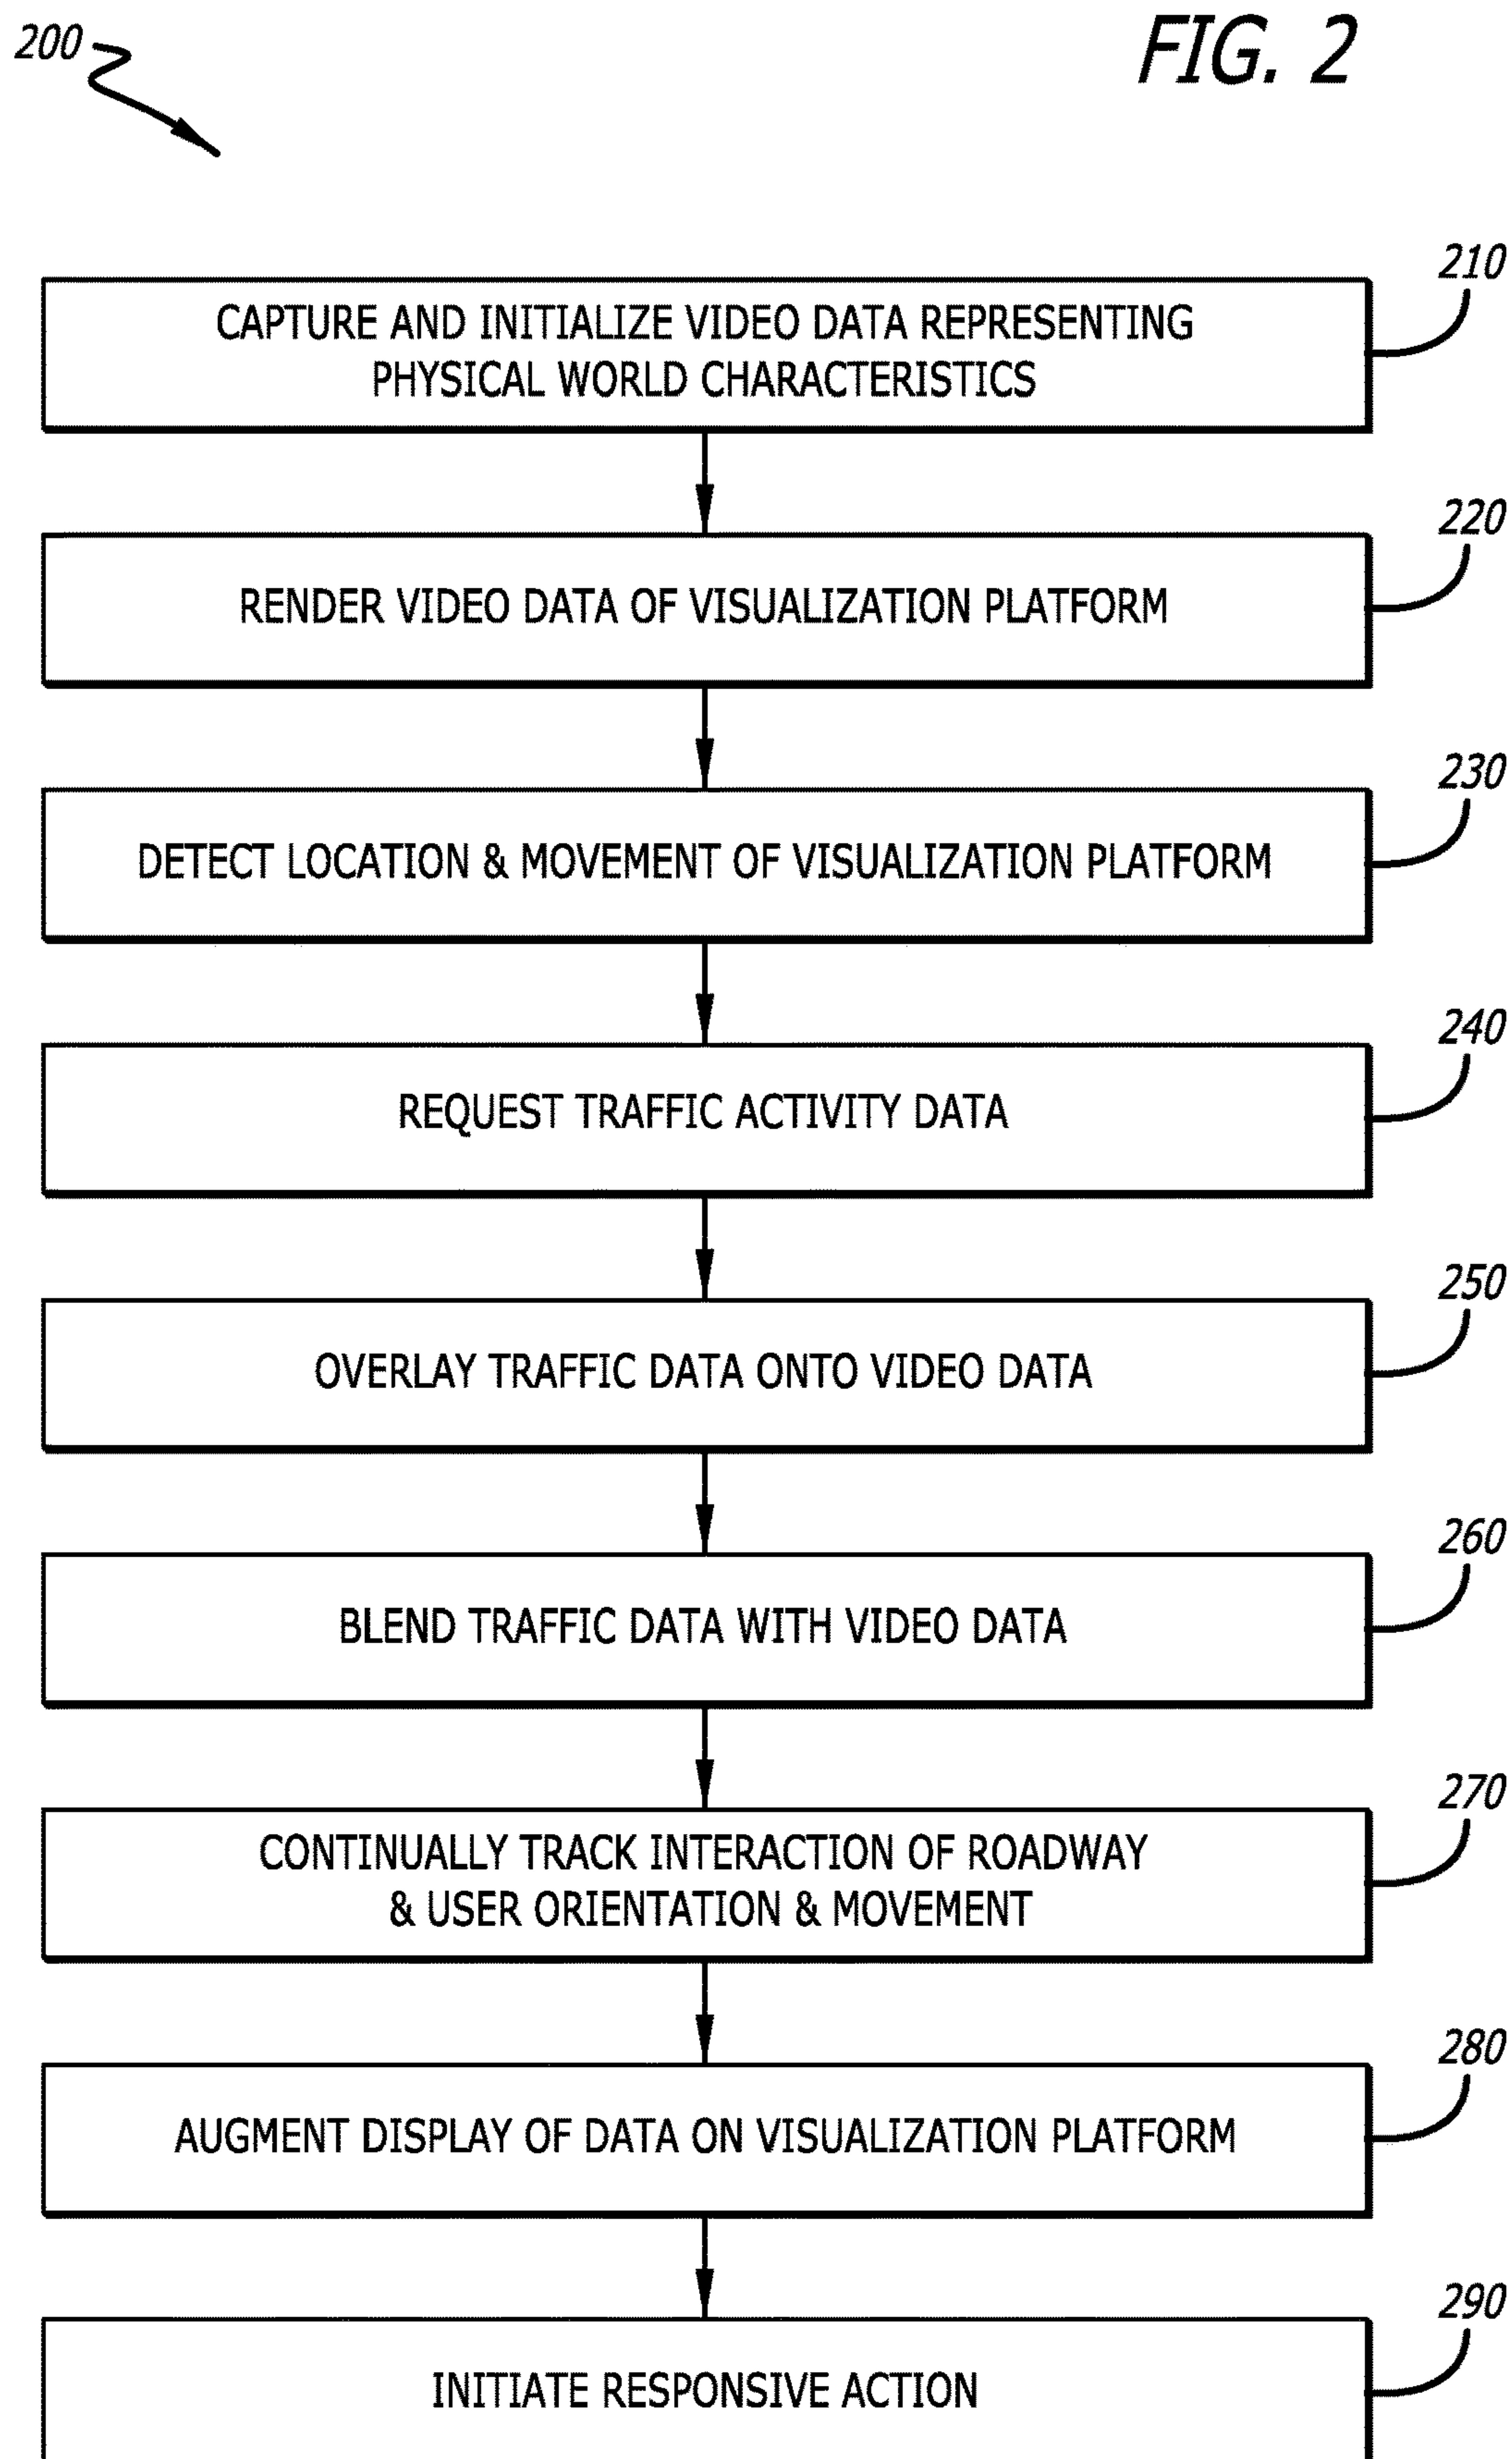 200
FIG. 2
210
CAPTURE AND INITIALIZE VIDEO DATA REPRESENTING
PHYSICAL WORLD CHARACTERISTICS
220
RENDER VIDEO DATA OF VISUALIZATION PLATFORM
230
DETECT LOCATION & MOVEMENT OF VISUALIZATION PLATFORM
240
REQUEST TRAFFIC ACTIVITY DATA
250
OVERLAY TRAFFIC DATA ONTO VIDEO DATA
260
BLEND TRAFFIC DATA WITH VIDEO DATA
270
CONTINUALLY TRACK INTERACTION OF ROADWAY
& USER ORIENTATION & MOVEMENT
280
AUGMENT DISPLAY OF DATA ON VISUALIZATION PLATFORM
290
INITIATE RESPONSIVE ACTION